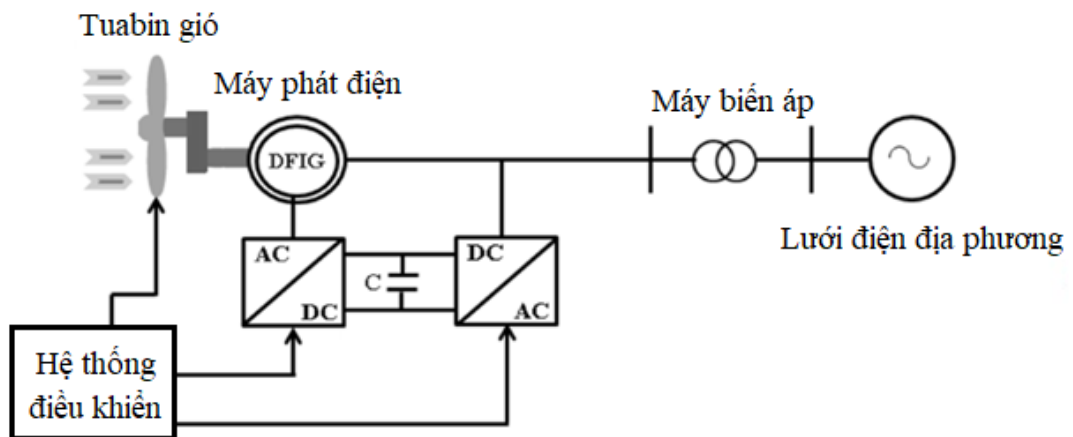 Tuabin gió
Máy phát điện
Máy biến áp
DFIG
Lưới điện địa phương
AC
DC
C
DC
AC
Hệ thống
điều khiển